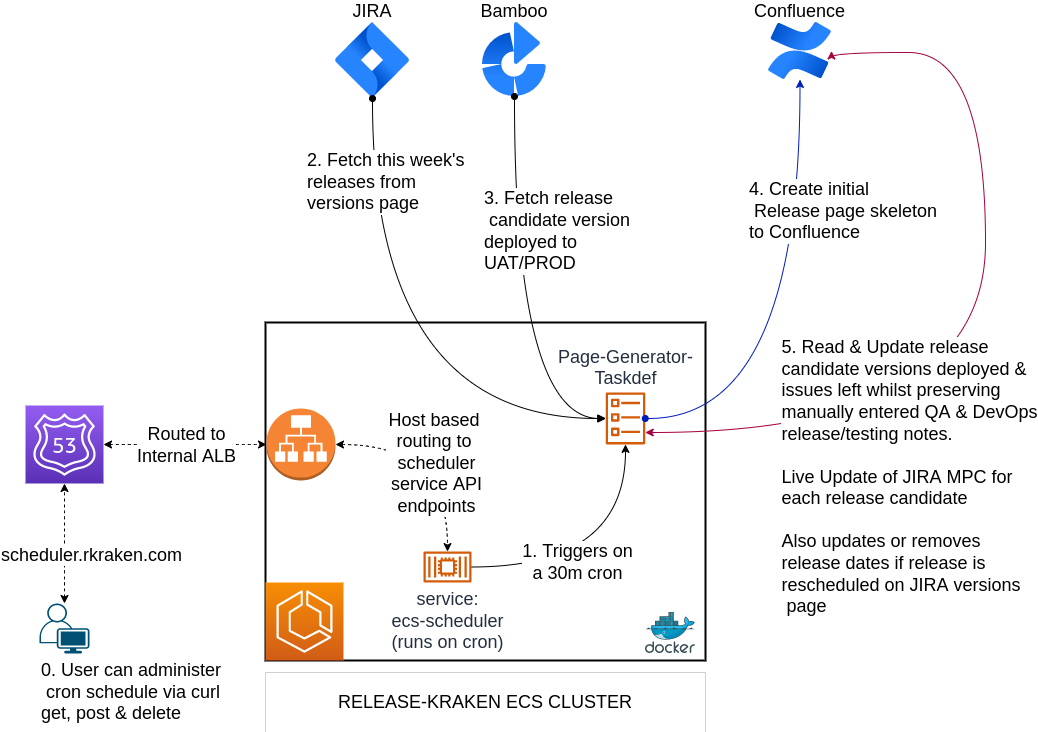 JIRA
Bamboo
Confluence
2. Fetch this week's
releases from
versions page
3. Fetch release
candidate version
deployed to
UAT/PROD
4. Create initial
Release page skeleton
to Confluence
Page-Generator-
Taskdef
5. Read & Update release
candidate versions deployed &
issues left whilst preserving
manually entered QA & DevOps
release/testing notes.
Live Update of JIRA MPC for
each release candidate
Also updates or removes
release dates if release is
rescheduled on JIRA versions
page
53
Routed to
Internal ALB
Host based
routing to
scheduler
service API
endpoints
scheduler.rkraken.com
1. Triggers on
a 30m cron
service:
ecs-scheduler
(runs on cron)
docker
0. User can administer
cron schedule via curl
get, post & delete
RELEASE-KRAKEN ECS CLUSTER